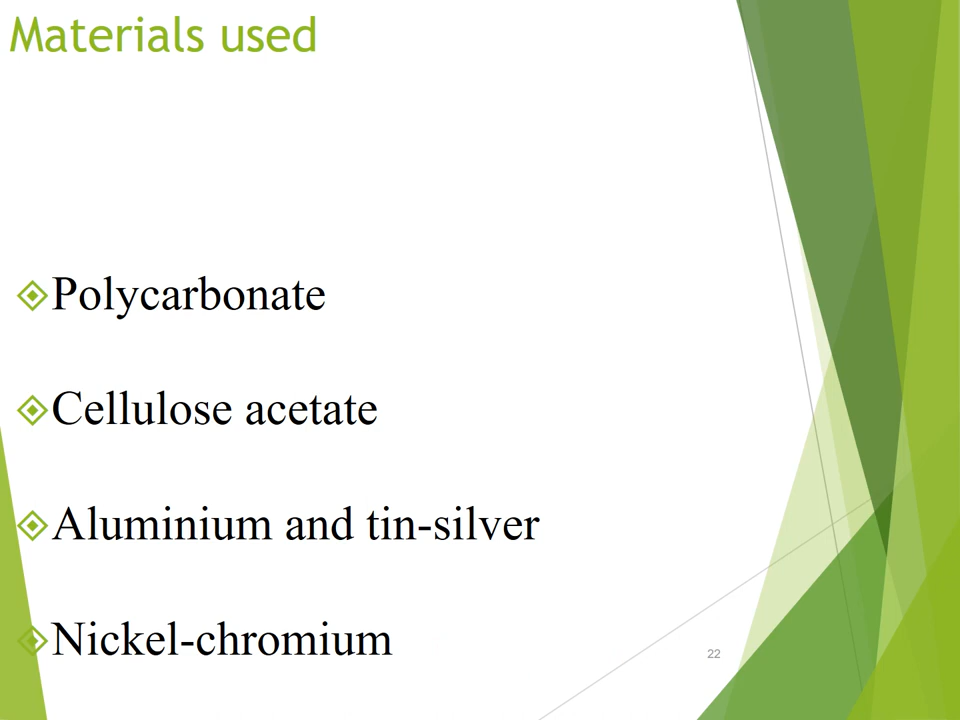 Materials used
Polycarbonate
Cellulose acetate
Aluminium and tin-silver
Nickel-chromium
22